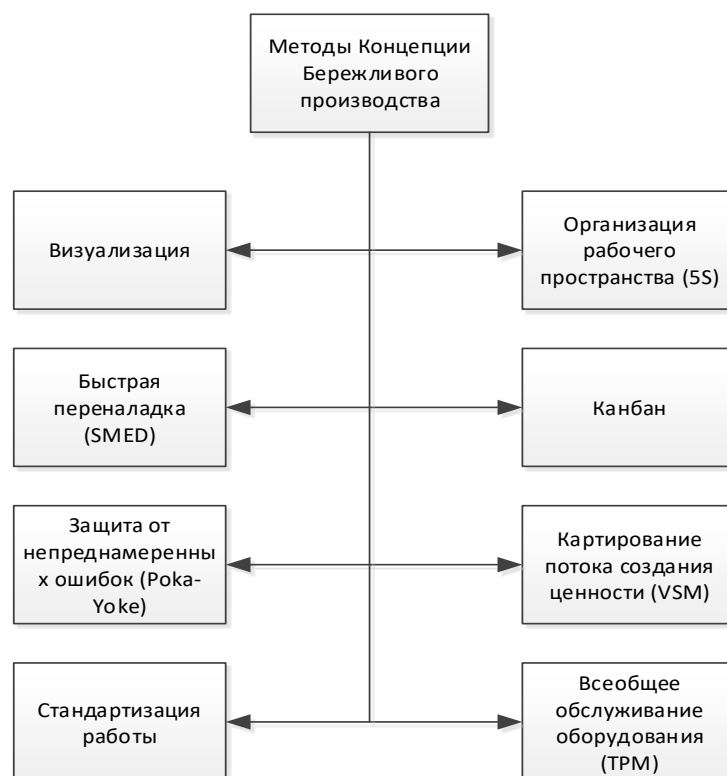 Методы Концепции
Бережливого
производства
Визуализация
Организация
рабочего
пространства (5S)
Быстрая
переналадка
(SMED)
Канбан
Защита от
непреднамеренны
х ошибок (Poka-
Yoke)
Картирование
потока создания
ценности (VSM)
Стандартизация
работы
Всеобщее
обслуживание
оборудования
(TPM)